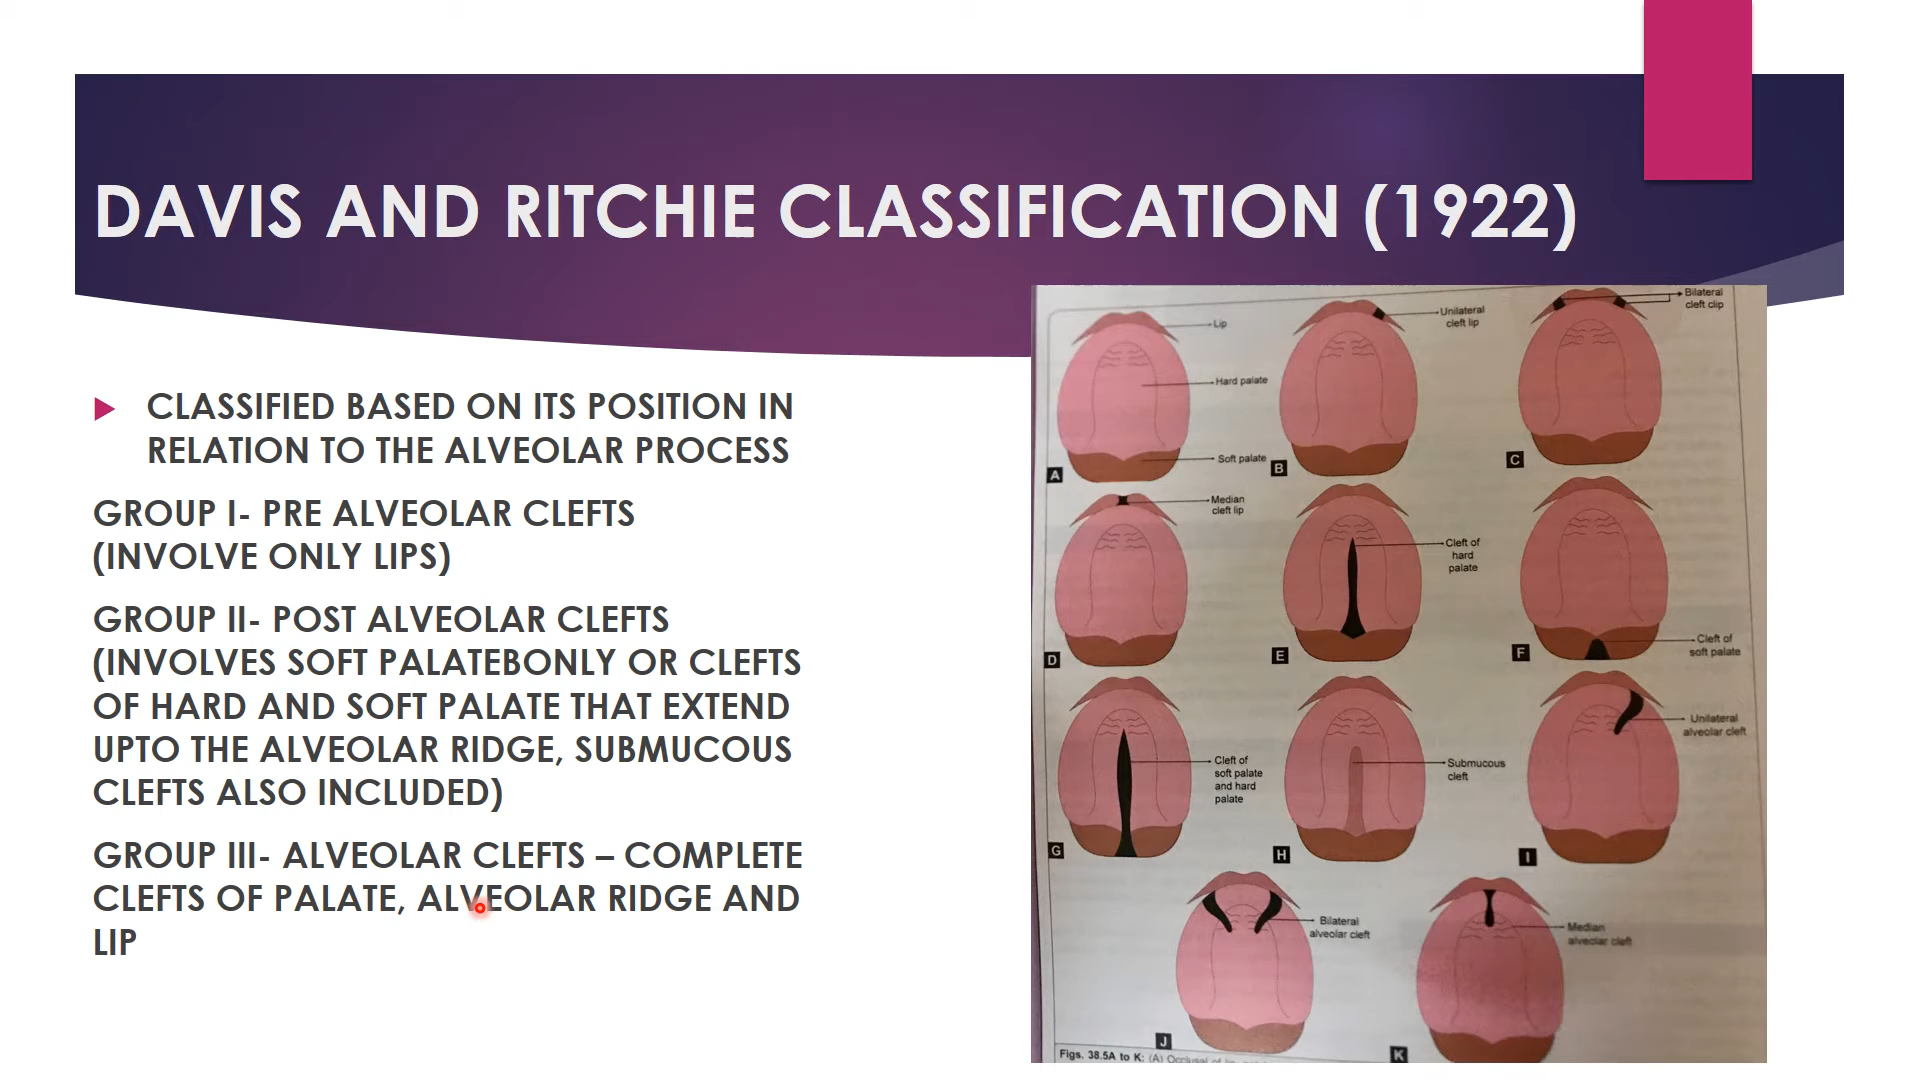 DAVIS AND RITCHIE CLASSIFICATION (1922)
CLASSIFIED BASED ON ITS POSITION IN
RELATION TO THE ALVEOLAR PROCESS
GROUP I- PRE ALVEOLAR CLEFTS
(INVOLVE ONLY LIPS)
GROUP II- POST ALVEOLAR CLEFTS
(INVOLVES SOFT PALATEBONLY OR CLEFTS
OF HARD AND SOFT PALATE THAT EXTEND
UPTO THE ALVEOLAR RIDGE, SUBMUCOUS
CLEFTS ALSO INCLUDED)
GROUP III- ALVEOLAR CLEFTS – COMPLETE
CLEFTS OF PALATE, ALVEOLAR RIDGE AND
LIP
Lip
Hard palate
Soft palate
A
Unilateral
cleft lip
B
Bilateral
cleft clip
C
Median
cleft lip
D
Cleft of
hard
palate
E
Cleft of
soft palate
F
Cleft of
soft palate
and hard
palate
G
Submucous
cleft
H
Unilateral
alveolar cleft
I
Bilateral
alveolar cleft
J
Median
alveolar cleft
K
Figs. 38.5A to K: (A) Occlusal of